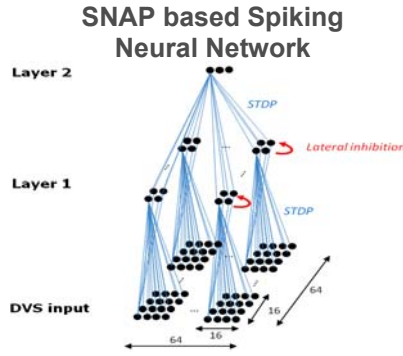 SNAP based Spiking
Neural Network
Layer 2
STDP
Lateral inhibition
...
Layer 1
STDP
...
64
DVS input
...
16
16
64